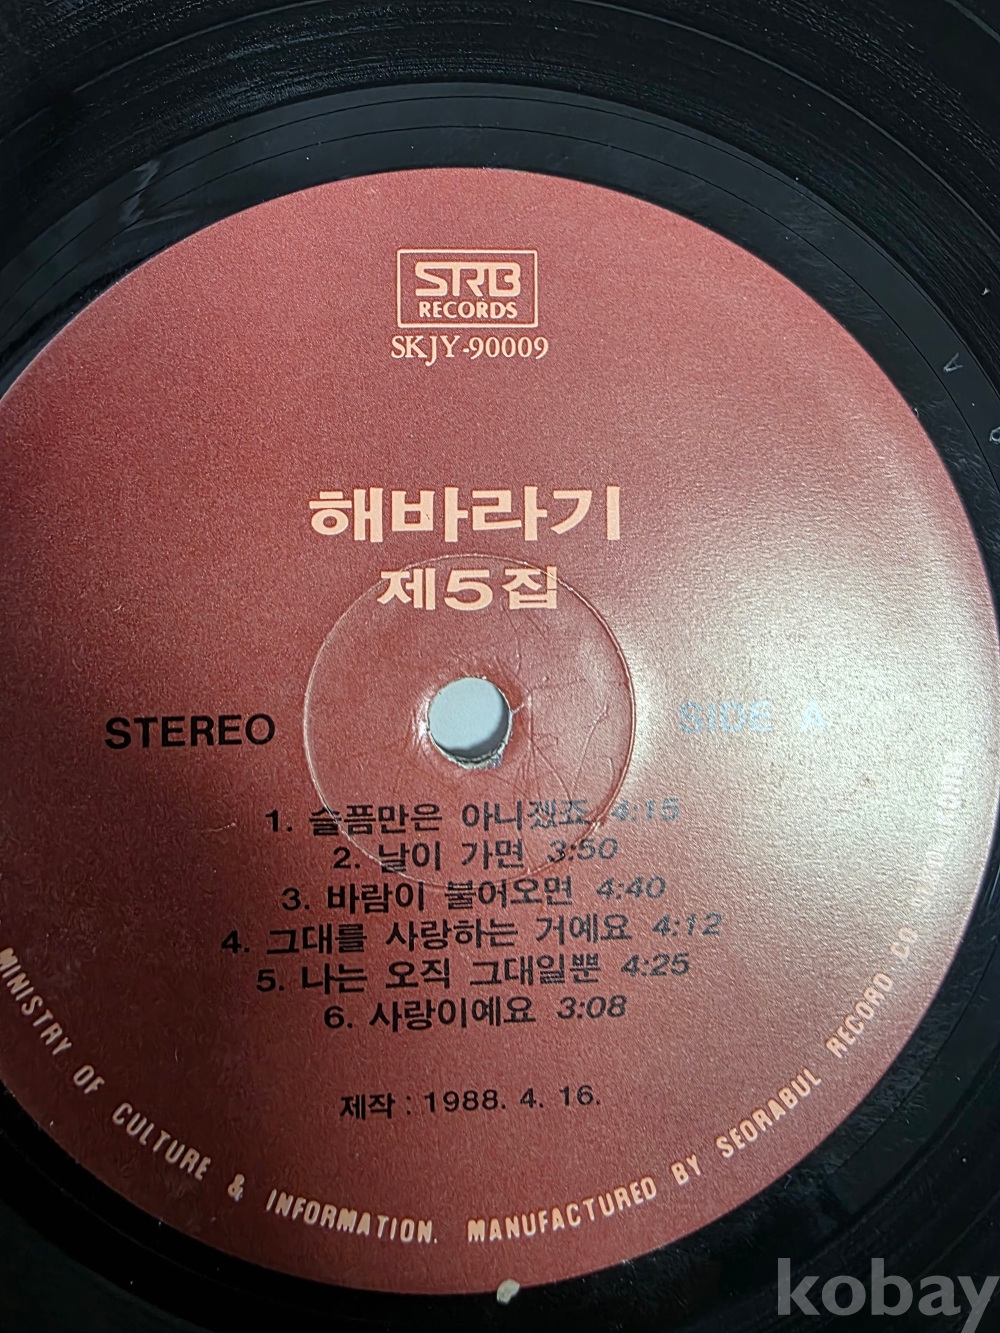 STRB
RECORDS
SKJY-90009
해바라기
제5집
STEREO
SIDE A
1. 슬픔만은 아니겠죠 4:15
2. 날이 가면 3:50
3. 바람이 불어오면 4:40
4. 그대를 사랑하는 거예요 4:12
5. 나는 오직 그대일뿐 4:25
6. 사랑이예요 3:08
제작 : 1988. 4. 16.
MINISTRY OF CULTURE & INFORMATION. MANUFACTURED BY SEORABUL RECORD CO
kobay